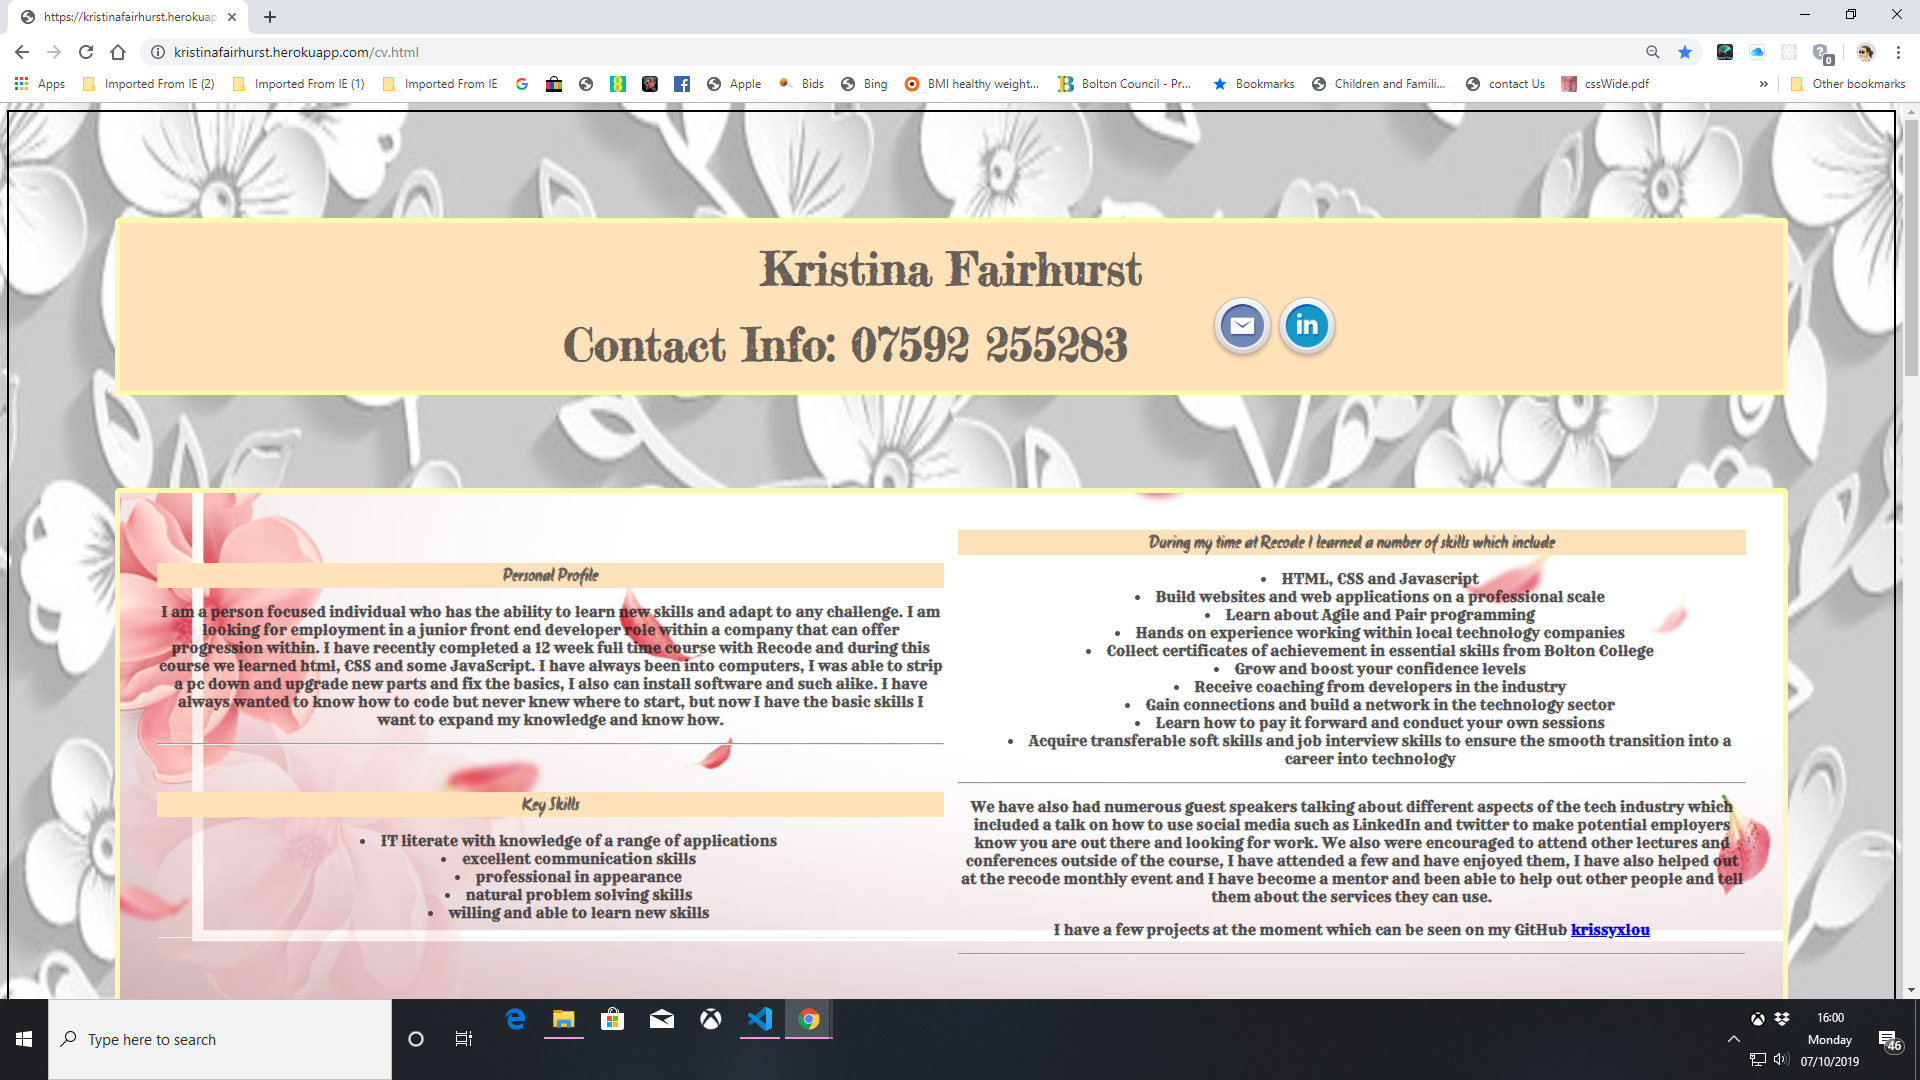 https://kristinafairhurst.herokuap
kristinafairhurst.herokuapp.com/cv.html
Apps
Imported From IE (2)
Imported From IE (1)
Imported From IE
Apple
Bids
Bing
BMI healthy weight...
Bolton Council - Pr...
Bookmarks
Children and Famili...
contact Us
cssWide.pdf
»
Other bookmarks
0
Kristina Fairhurst
Contact Info: 07592 255283
in
Personal Profile
I am a person focused individual who has the ability to learn new skills and adapt to any challenge. I am
looking for employment in a junior front end developer role within a company that can offer
progression within. I have recently completed a 12 week full time course with Recode and during this
course we learned html, CSS and some JavaScript. I have always been into computers, I was able to strip
a pc down and upgrade new parts and fix the basics, I also can install software and such alike. I have
always wanted to know how to code but never knew where to start, but now I have the basic skills I
want to expand my knowledge and know how.
Key Skills
• IT literate with knowledge of a range of applications
• excellent communication skills
• professional in appearance
• natural problem solving skills
• willing and able to learn new skills
During my time at Recode I learned a number of skills which include
• HTML, CSS and Javascript
• Build websites and web applications on a professional scale
• Learn about Agile and Pair programming
• Hands on experience working within local technology companies
• Collect certificates of achievement in essential skills from Bolton College
• Grow and boost your confidence levels
• Receive coaching from developers in the industry
• Gain connections and build a network in the technology sector
• Learn how to pay it forward and conduct your own sessions
• Acquire transferable soft skills and job interview skills to ensure the smooth transition into a
career into technology
We have also had numerous guest speakers talking about different aspects of the tech industry which
included a talk on how to use social media such as LinkedIn and twitter to make potential employers
know you are out there and looking for work. We also were encouraged to attend other lectures and
conferences outside of the course, I have attended a few and have enjoyed them, I have also helped out
at the recode monthly event and I have become a mentor and been able to help out other people and tell
them about the services they can use.
I have a few projects at the moment which can be seen on my GitHub krissyxlou
Type here to search
16:00
Monday
07/10/2019
46